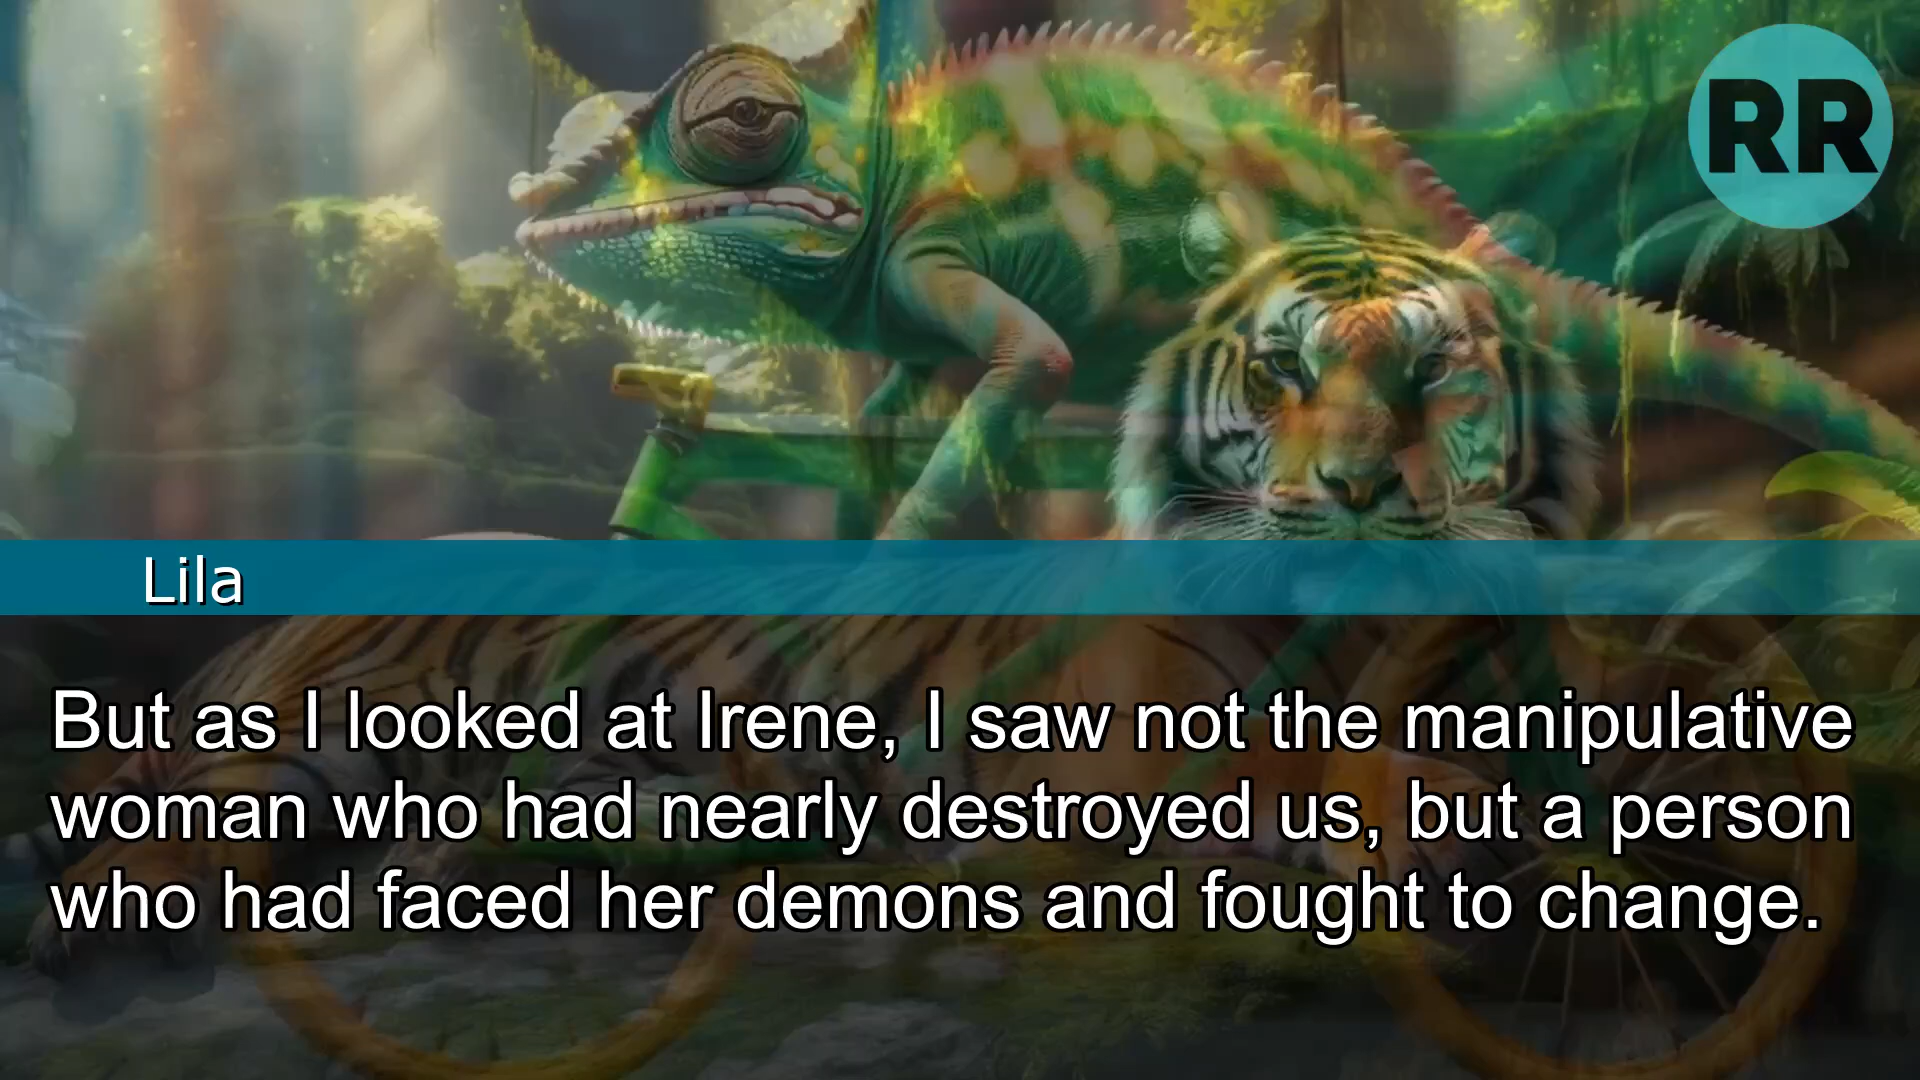 RR
Lila
But as I looked at Irene, I saw not the manipulative
woman who had nearly destroyed us, but a person
who had faced her demons and fought to change.